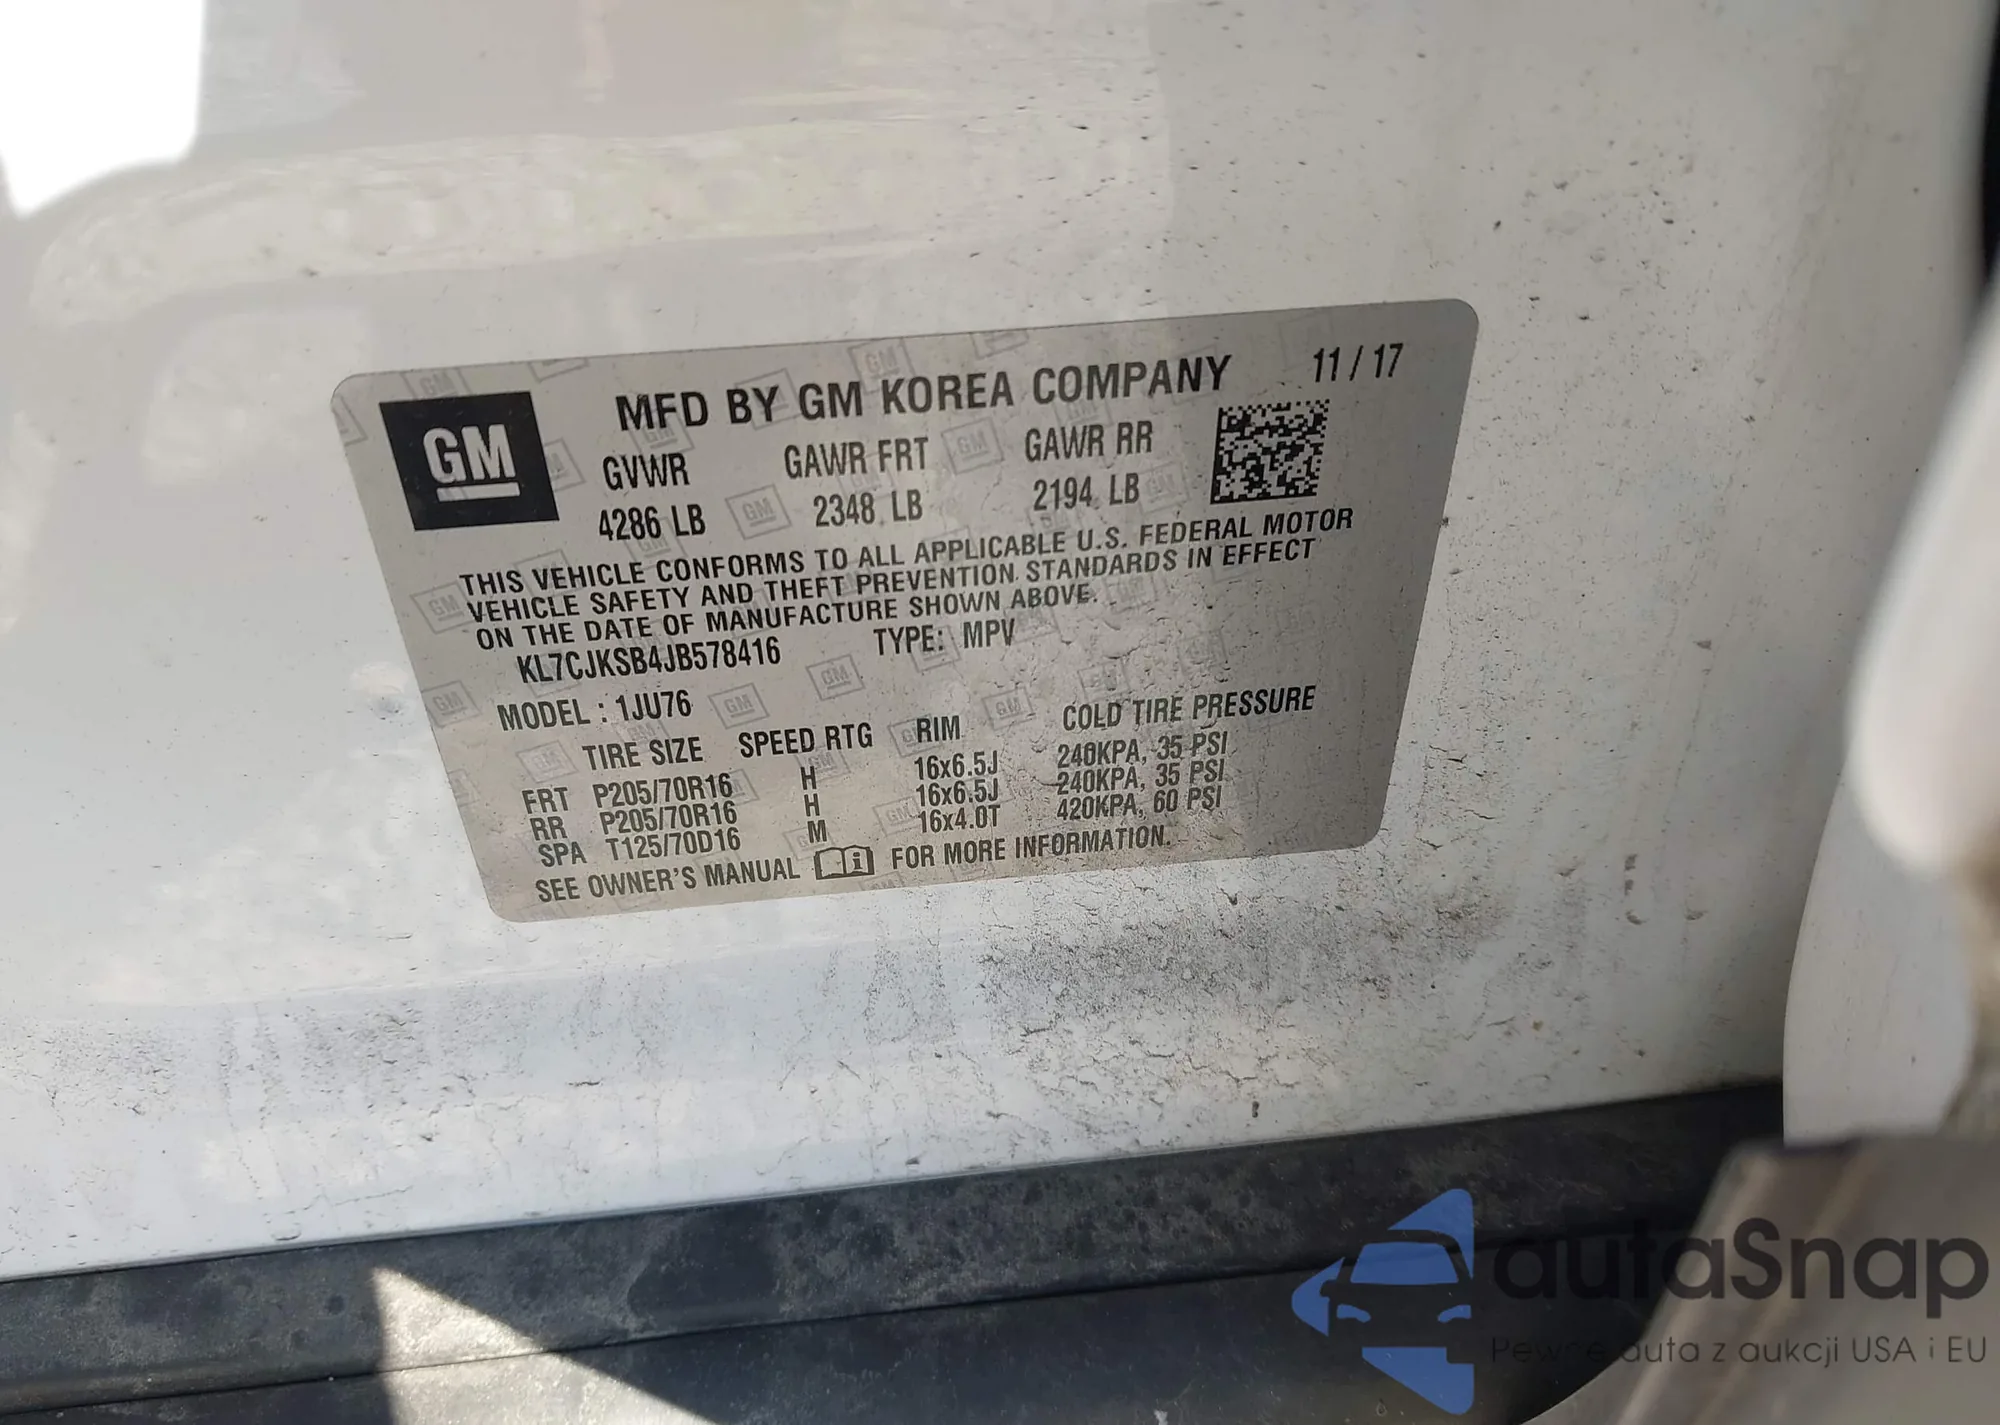 MFD BY GM KOREA COMPANY 11 / 17
GM
GVWR GAWR FRT GAWR RR
4286 LB 2348 LB 2194 LB
THIS VEHICLE CONFORMS TO ALL APPLICABLE U.S. FEDERAL MOTOR
VEHICLE SAFETY AND THEFT PREVENTION STANDARDS IN EFFECT
ON THE DATE OF MANUFACTURE SHOWN ABOVE.
KL7CJKSB4JB578416 TYPE: MPV
MODEL : 1JU76
TIRE SIZE SPEED RTG RIM COLD TIRE PRESSURE
FRT P205/70R16 H 16x6.5J 240KPA, 35 PSI
RR P205/70R16 H 16x6.5J 240KPA, 35 PSI
SPA T125/70D16 M 16x4.0T 420KPA, 60 PSI
SEE OWNER'S MANUAL FOR MORE INFORMATION.
autaSnap
Pewne auta z aukcji USA i EU